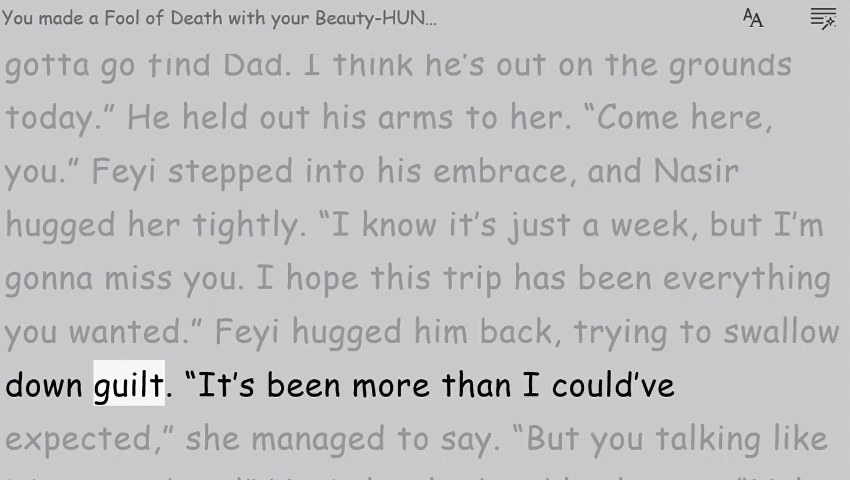 You made a Fool of Death with your Beauty-HUN...
gotta go find Dad. I think he's out on the grounds
today.” He held out his arms to her. “Come here,
you.” Feyi stepped into his embrace, and Nasir
hugged her tightly. “I know it's just a week, but I'm
gonna miss you. I hope this trip has been everything
you wanted.” Feyi hugged him back, trying to swallow
down guilt. “It's been more than I could've
expected,” she managed to say. “But you talking like